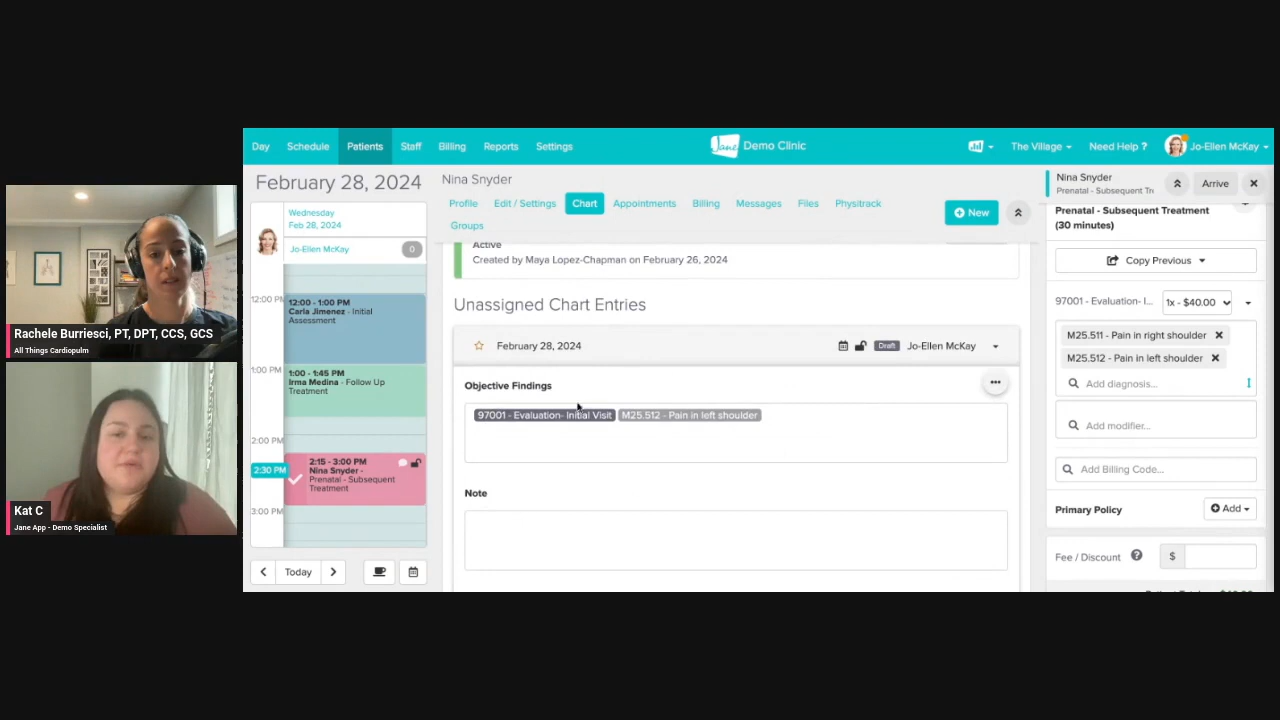 Rachele Burriesci, PT, DPT, CCS, GCS
All Things Cardiopulm
Kat C
Jane App - Demo Specialist
Day Schedule Patients Staff Billing Reports Settings
Jane Demo Clinic
The Village Need Help ? Jo-Ellen McKay
February 28, 2024
Wednesday
Feb 28, 2024
Jo-Ellen McKay 0
12:00 PM
12:00 - 1:00 PM
Carla Jimenez - Initial
Assessment
1:00 PM
1:00 - 1:45 PM
Irma Medina - Follow Up
Treatment
2:00 PM
2:30 PM
2:15 - 3:00 PM
Nina Snyder -
Prenatal - Subsequent
Treatment
3:00 PM
Today
Nina Snyder
Profile Edit / Settings Chart Appointments Billing Messages Files Physitrack
Groups
New
Active
Created by Maya Lopez-Chapman on February 26, 2024
Unassigned Chart Entries
February 28, 2024 Draft Jo-Ellen McKay
Objective Findings
97001 - Evaluation- Initial Visit M25.512 - Pain in left shoulder
Note
Nina Snyder
Prenatal - Subsequent Tn
Arrive
Prenatal - Subsequent Treatment
(30 minutes)
Copy Previous
97001 - Evaluation- I... 1x - $40.00
M25.511 - Pain in right shoulder
M25.512 - Pain in left shoulder
Add diagnosis...
Add modifier...
Add Billing Code...
Primary Policy Add
Fee / Discount ? $